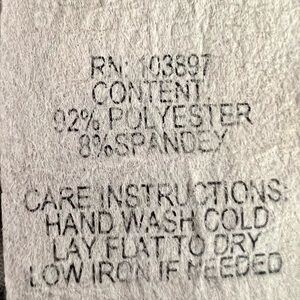 RN: 103897
CONTENT
92% POLYESTER
8% SPANDEX
CARE INSTRUCTIONS:
HAND WASH COLD
LAY FLAT TO DRY
LOW IRON IF NEEDED